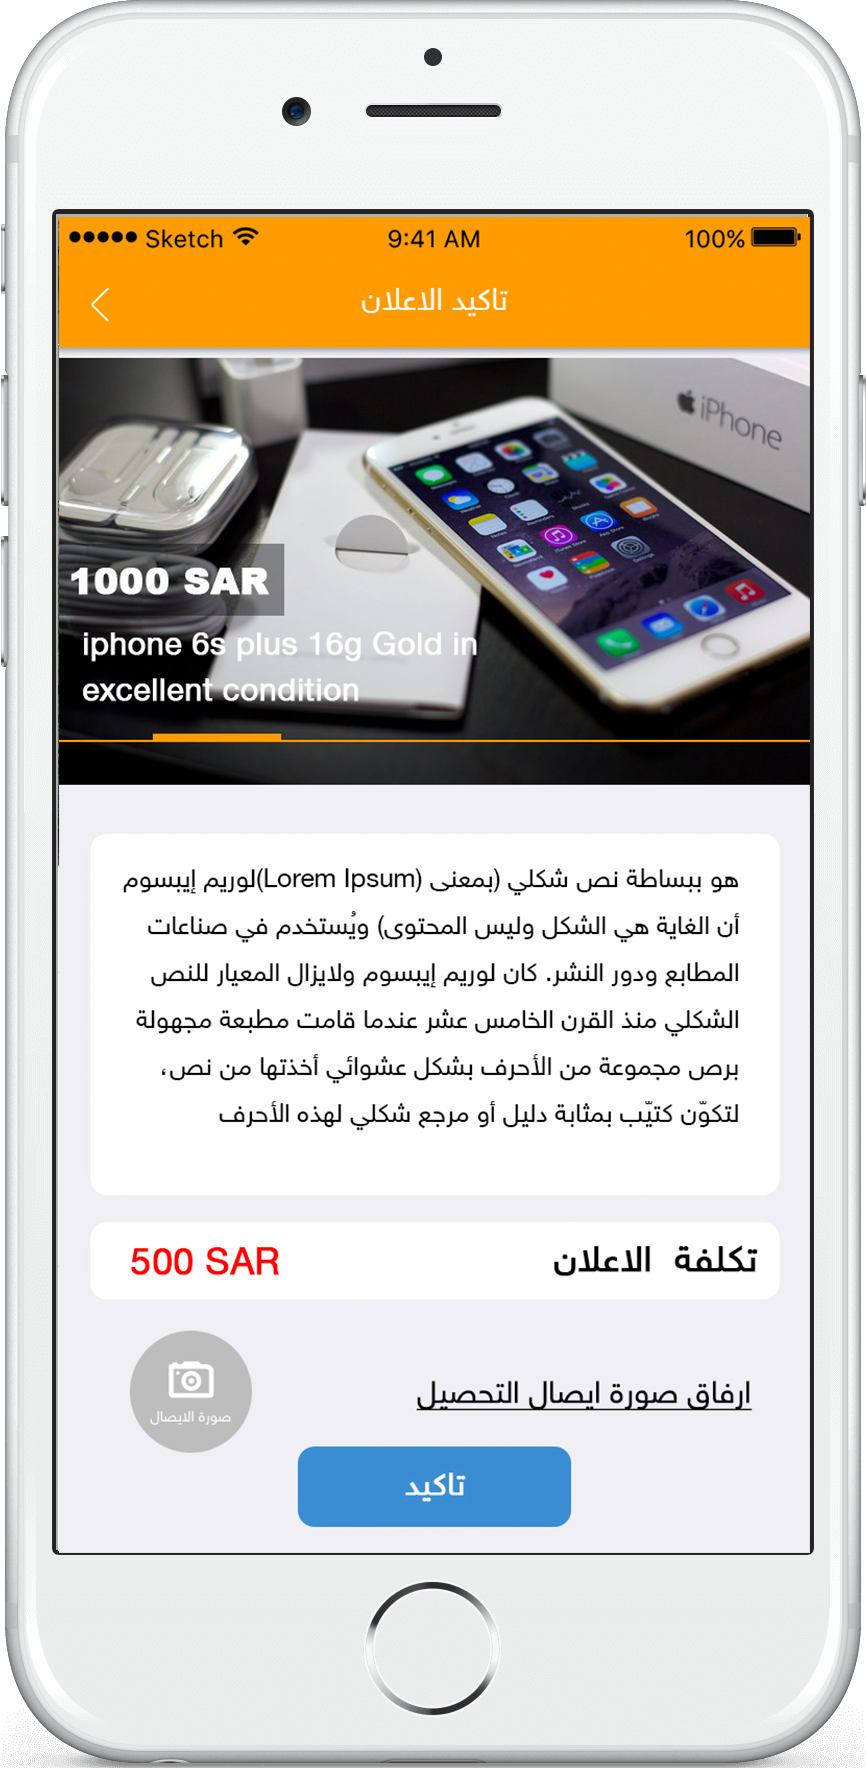 Sketch
9:41 AM
100%
تاكيد الاعلان
iPhone
1000 SAR
iphone 6s plus 16g Gold in
excellent condition
هو ببساطة نص شكلي (بمعنى (Lorem Ipsum)لوريم إيبسوم
أن الغاية هي الشكل وليس المحتوى) ويُستخدم في صناعات
المطابع ودور النشر. كان لوريم إيبسوم ولايزال المعيار للنص
الشكلي منذ القرن الخامس عشر عندما قامت مطبعة مجهولة
برص مجموعة من الأحرف بشكل عشوائي أخذتها من نص،
لتكوّن كتيّب بمثابة دليل أو مرجع شكلي لهذه الأحرف
تكلفة الاعلان
500 SAR
ارفاق صورة ايصال التحصيل
صورة الايصال
تاكيد